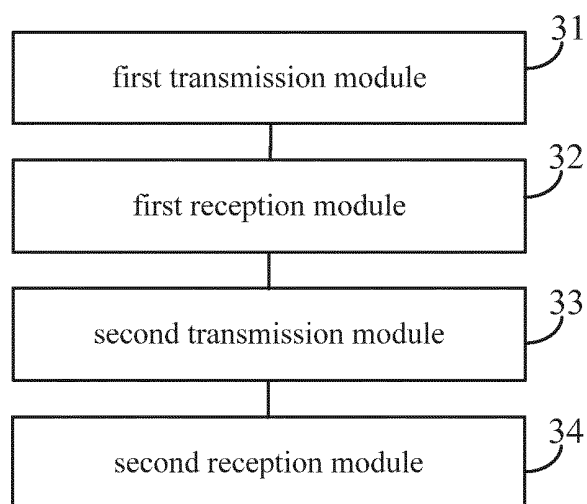 31
first transmission module
32
first reception module
33
second transmission module
34
second reception module